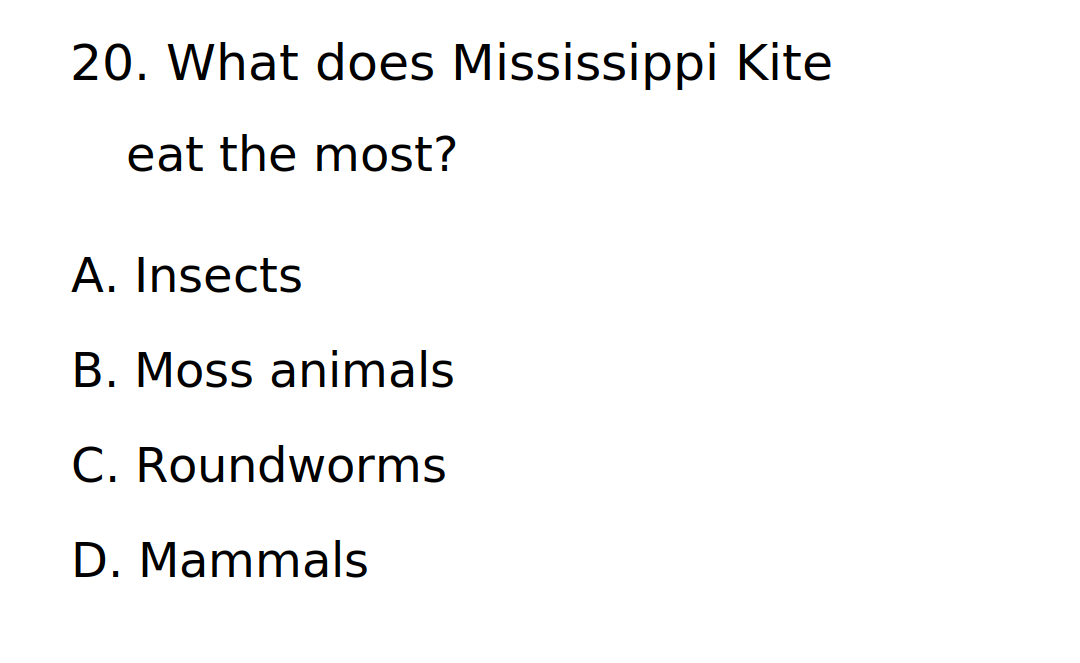 20. What does Mississippi Kite
eat the most?
A. Insects
B. Moss animals
C. Roundworms
D. Mammals